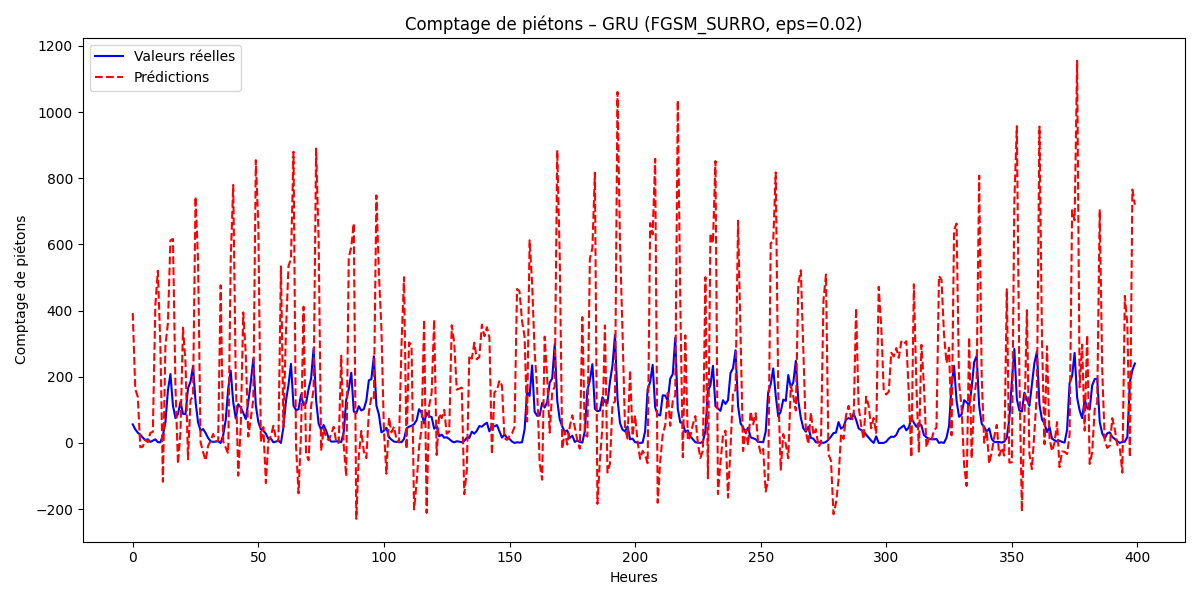 Comptage de piétons – GRU (FGSM_SURRO, eps=0.02)
Valeurs réelles
Prédictions
Comptage de piétons
1200
1000
800
600
400
200
0
−200
0 50 100 150 200 250 300 350 400
Heures